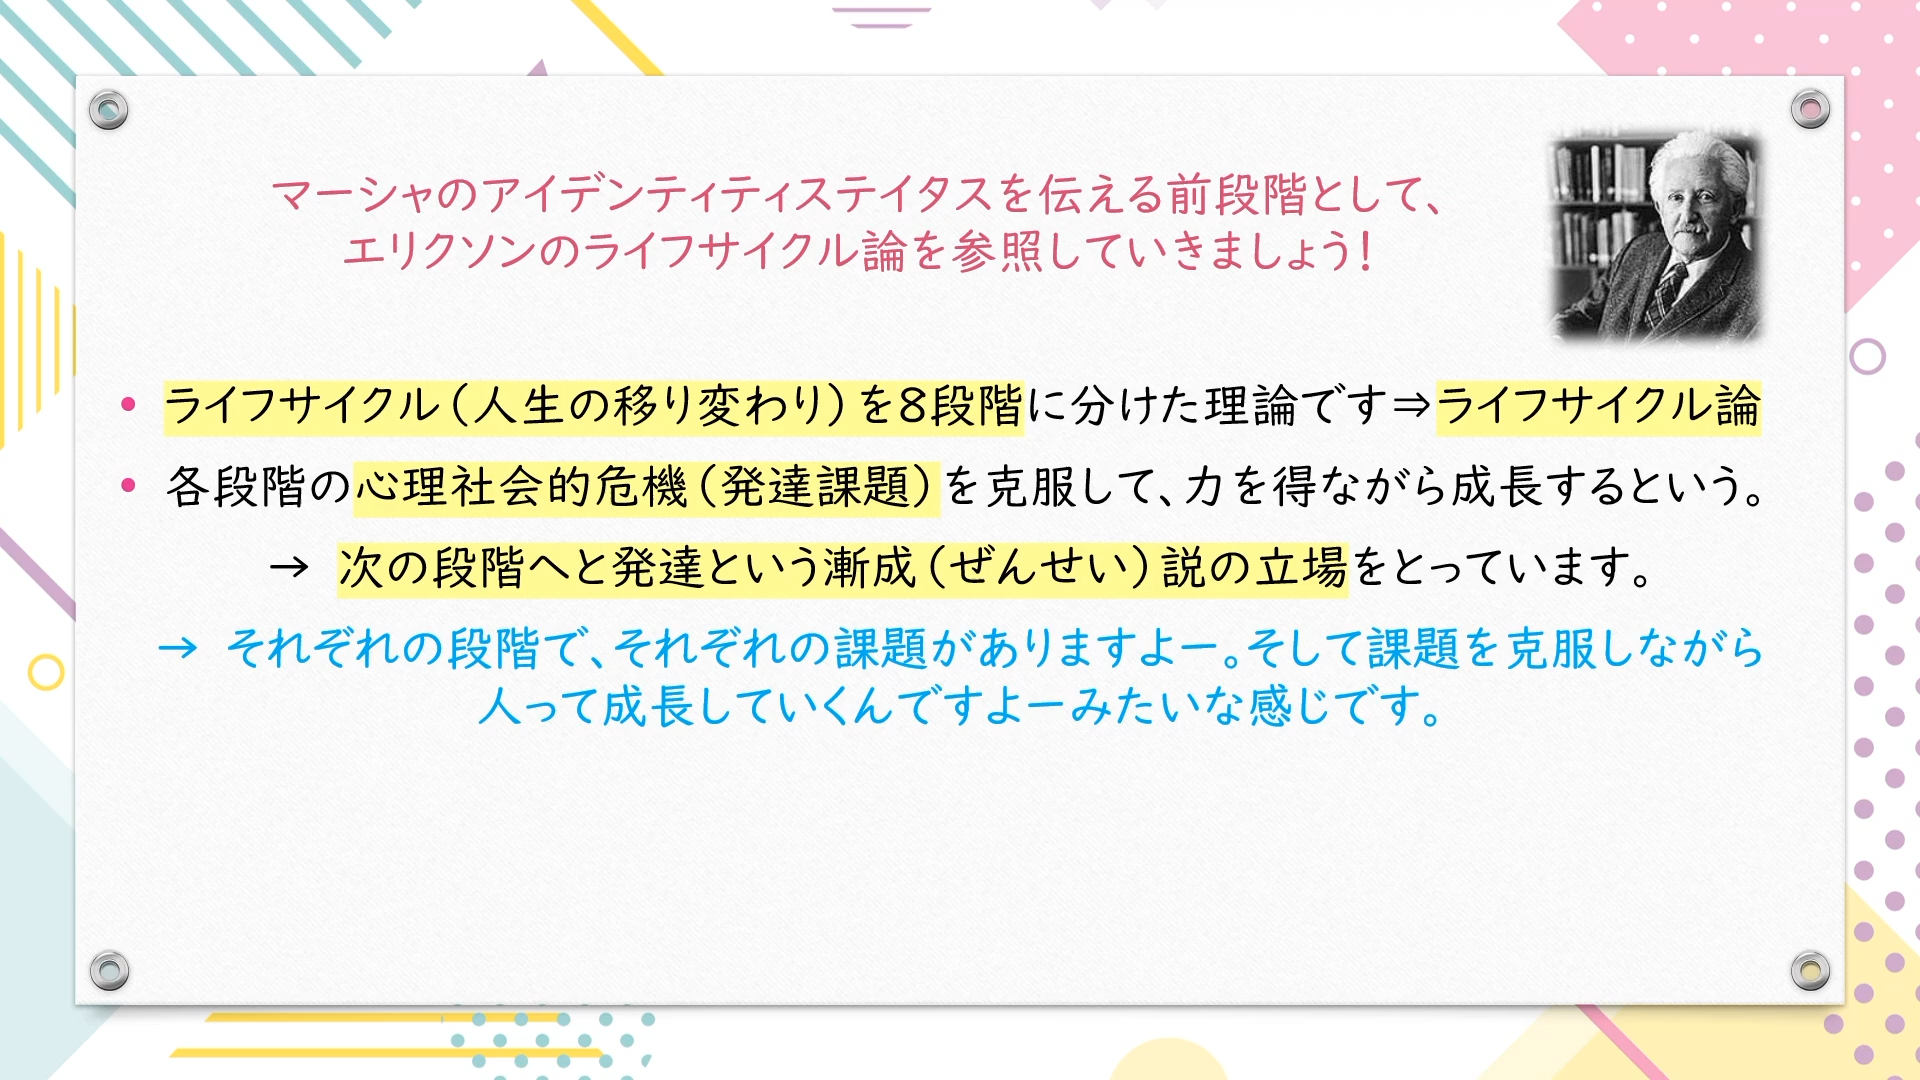 マーシャのアイデンティティステイタスを伝える前段階として、
エリクソンのライフサイクル論を参照していきましょう！
• ライフサイクル（人生の移り変わり）を8段階に分けた理論です⇒ライフサイクル論
• 各段階の心理社会的危機（発達課題）を克服して、力を得ながら成長するという。
→ 次の段階へと発達という漸成（ぜんせい）説の立場をとっています。
→ それぞれの段階で、それぞれの課題がありますよー。そして課題を克服しながら
人って成長していくんですよーみたいな感じです。